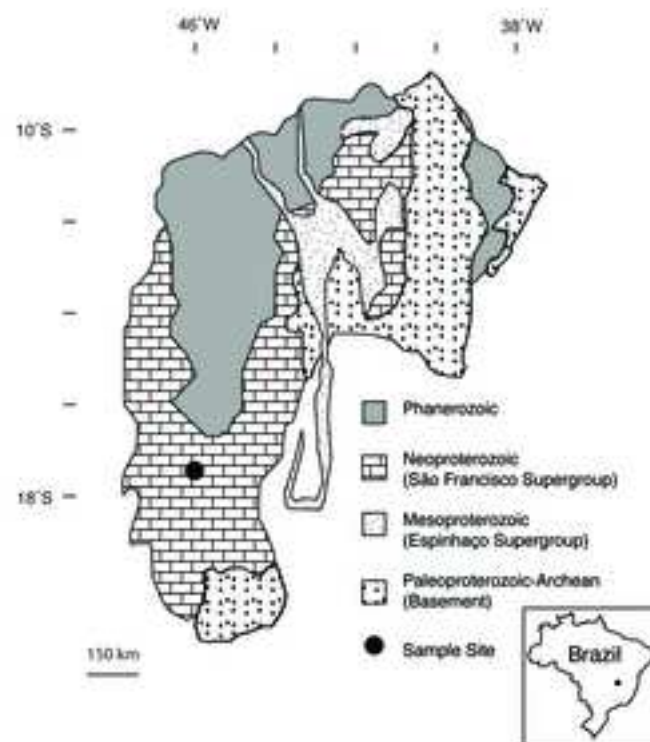 46°W
38°W
10°S
18°S
Phanerozoic
Neoproterozoic
(São Francisco Supergroup)
Mesoproterozoic
(Espinhaço Supergroup)
Paleoproterozoic-Archean
(Basement)
Sample Site
150 km
Brazil